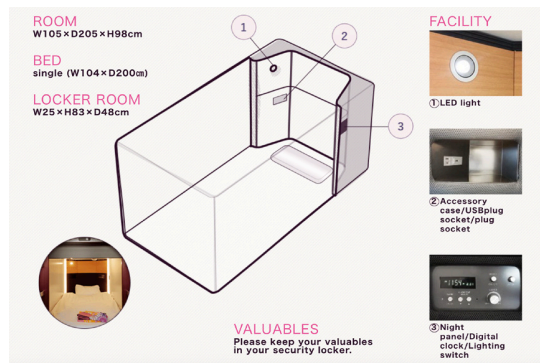 ROOM
W105×D205×H98cm
BED
single (W104×D200㎝)
LOCKER ROOM
W25×H83×D48cm
1
2
3
FACILITY
①LED light
②Accessory
case/USBplug
socket/plug
socket
1154
③Night
panel/Digital
clock/Lighting
switch
VALUABLES
Please keep your valuables
in your security locker.